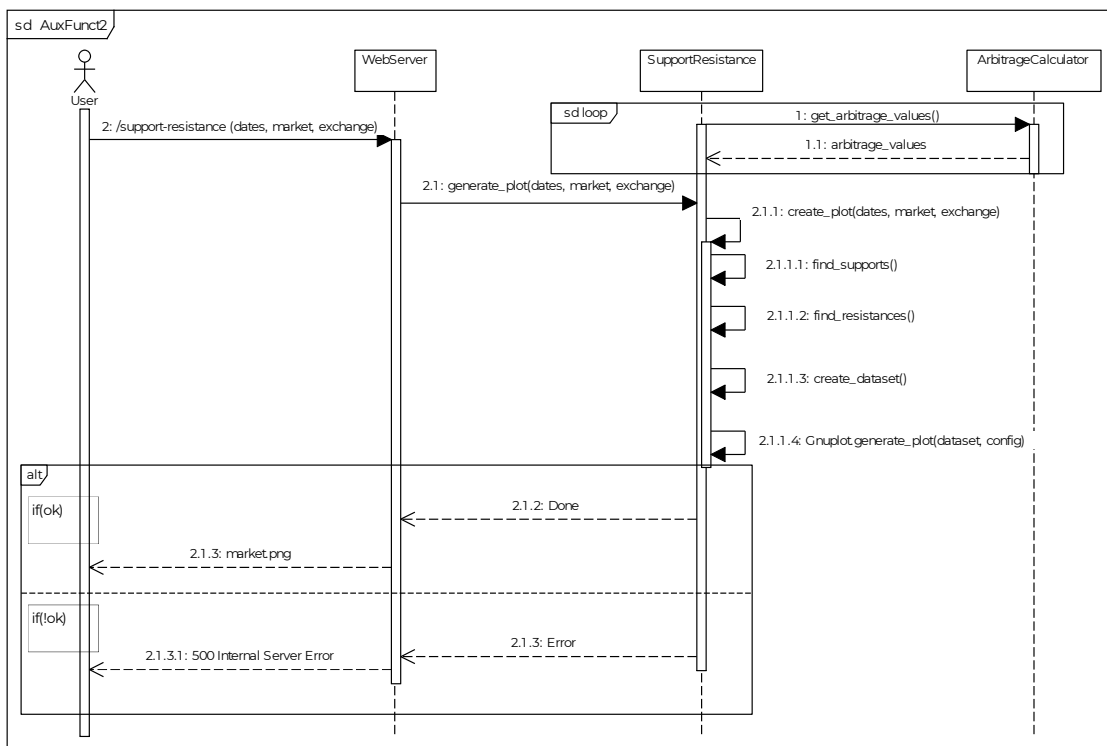 sd AuxFunct2
User
WebServer
SupportResistance
ArbitrageCalculator
sd loop
1: get_arbitrage_values()
2: /support-resistance (dates, market, exchange)
1.1: arbitrage_values
2.1: generate_plot(dates, market, exchange)
2.1.1: create_plot(dates, market, exchange)
2.1.1.1: find_supports()
2.1.1.2: find_resistances()
2.1.1.3: create_dataset()
2.1.1.4: Gnuplot.generate_plot(dataset, config)
alt
if(ok)
2.1.2: Done
2.1.3: market.png
if(!ok)
2.1.3: Error
2.1.3.1: 500 Internal Server Error